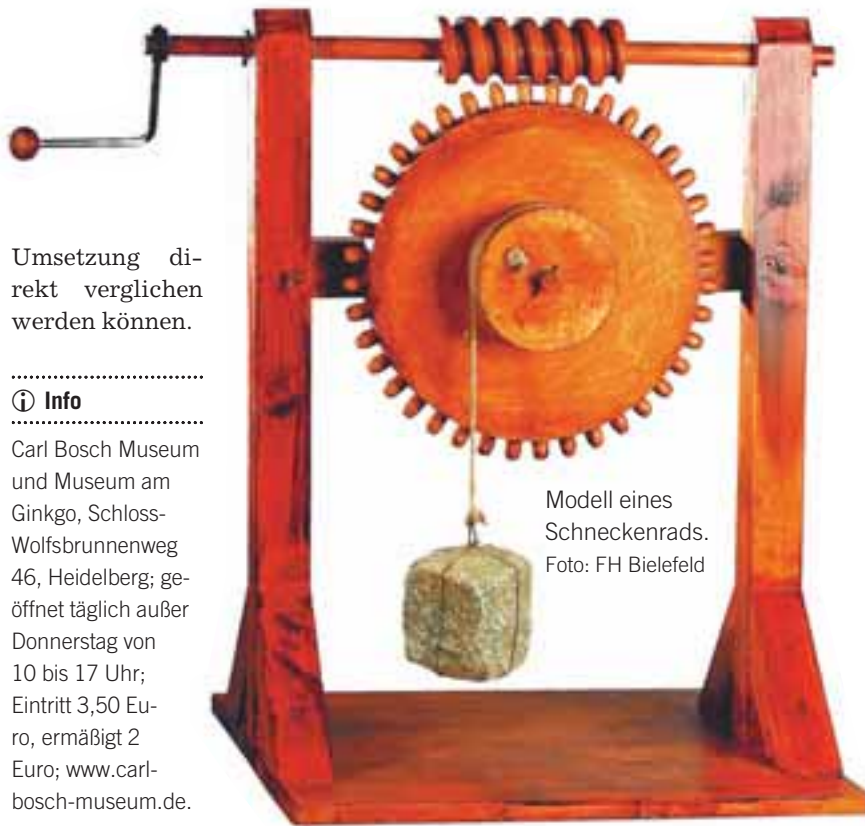 Umsetzung di-
rekt verglichen
werden können.
Info
Carl Bosch Museum
und Museum am
Ginkgo, Schloss-
Wolfsbrunnenweg
46, Heidelberg; ge-
öffnet täglich außer
Donnerstag von
10 bis 17 Uhr;
Eintritt 3,50 Eu-
ro, ermäßigt 2
Euro; www.carl-
bosch-museum.de.
Modell eines
Schneckenrads.
Foto: FH Bielefeld